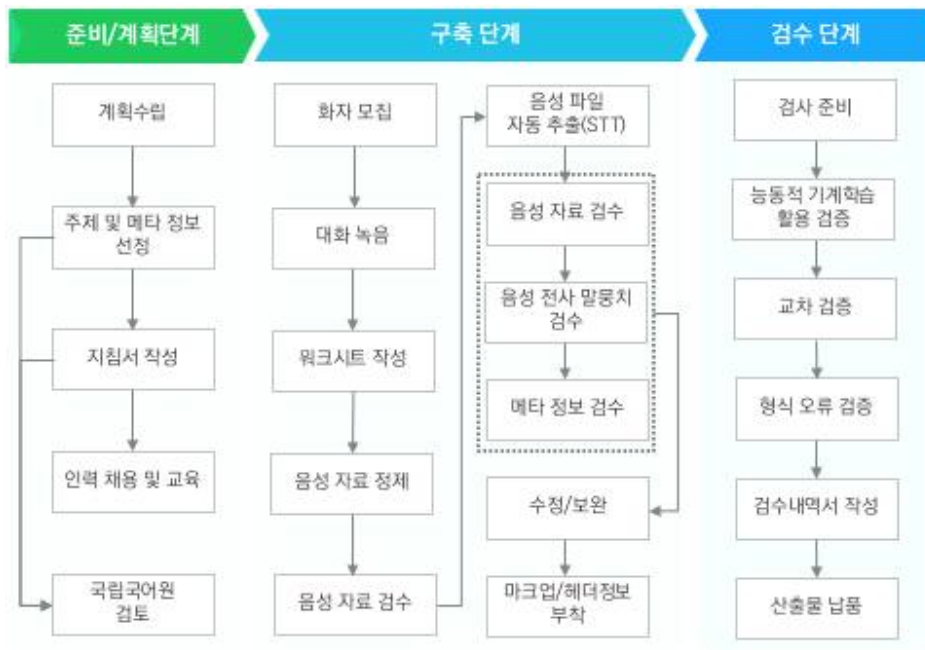 준비/계획단계
계획수립
주제 및 메타 정보
선정
지침서 작성
인력 채용 및 교육
국립국어원
검토
구축 단계
화자 모집
대화 녹음
워크시트 작성
음성 자료 정제
음성 자료 검수
음성 파일
자동 추출(STT)
음성 자료 검수
음성 전사 말뭉치
검수
메타 정보 검수
수정/보완
마크업/헤더정보
부착
검수 단계
검사 준비
능동적 기계학습
활용 검증
교차 검증
형식 오류 검증
검수내역서 작성
산출물 납품